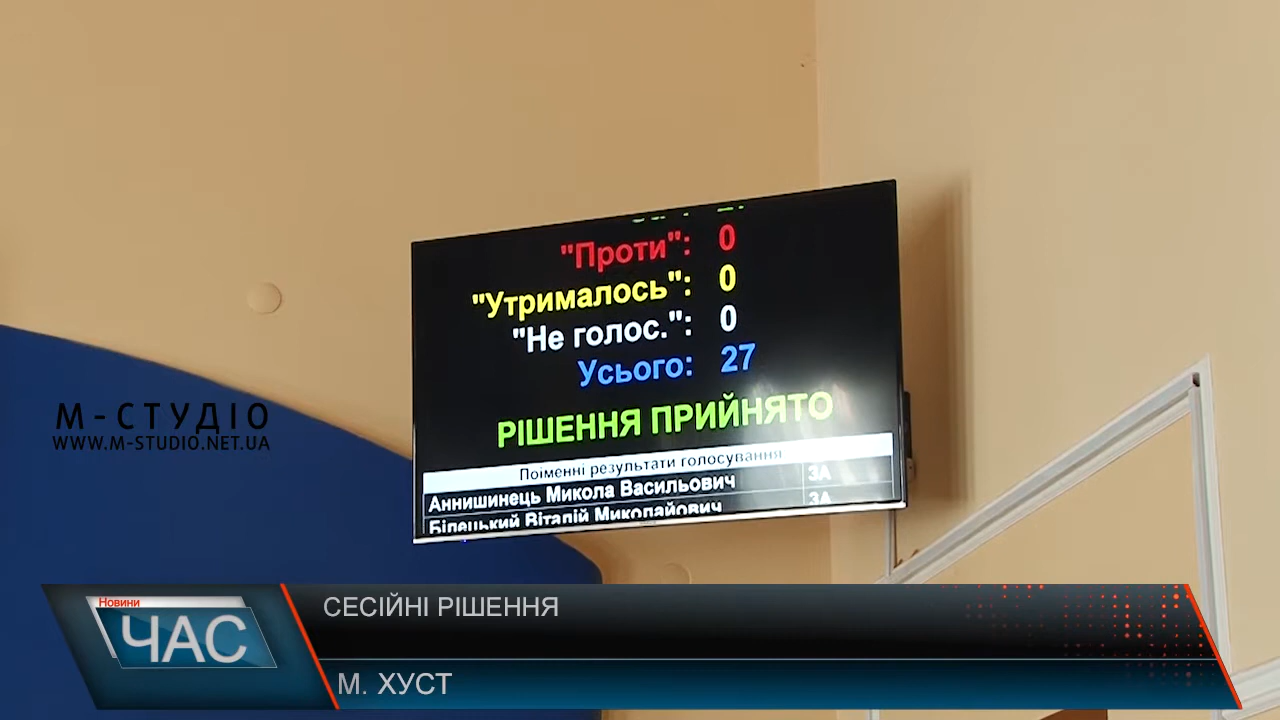 "Проти": 0
"Утрималось": 0
"Не голос.": 0
Усього: 27
РІШЕННЯ ПРИЙНЯТО
Поіменні результати голосування
Аннишинець Микола Васильович ЗА
Білецький Віталій Миколайович ЗА
М-СТУДІО
WWW.M-STUDIO.NET.UA
Новини
ЧАС
СЕСІЙНІ РІШЕННЯ
М. ХУСТ